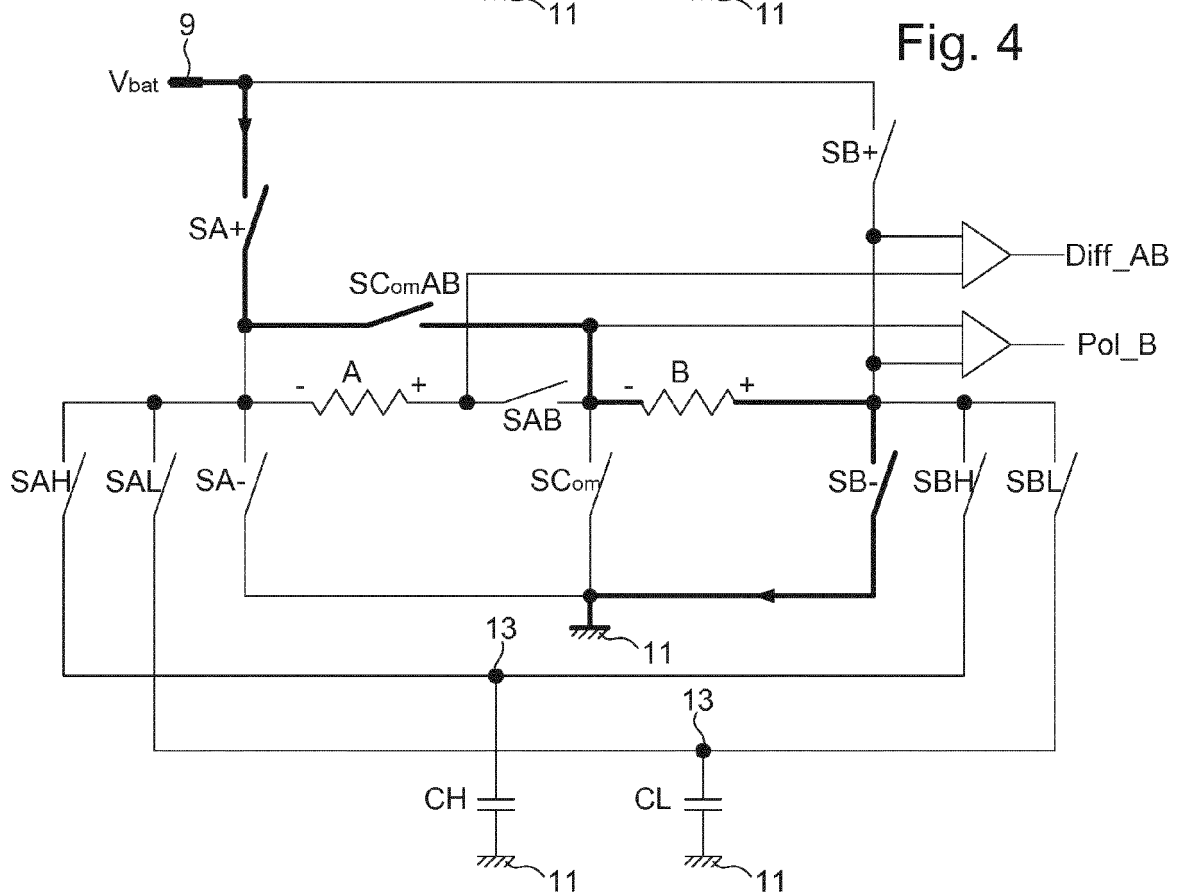 11
11
Fig. 4
9
Vbat
SB+
SA+
Diff_AB
SComAB
Pol_B
- A +
- B +
SAB
SAH
SAL
SA-
SCom
SB-
SBH
SBL
13
11
13
CH
CL
11
11